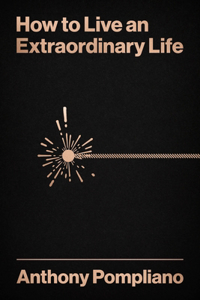 How to Live an
Extraordinary Life
Anthony Pompliano